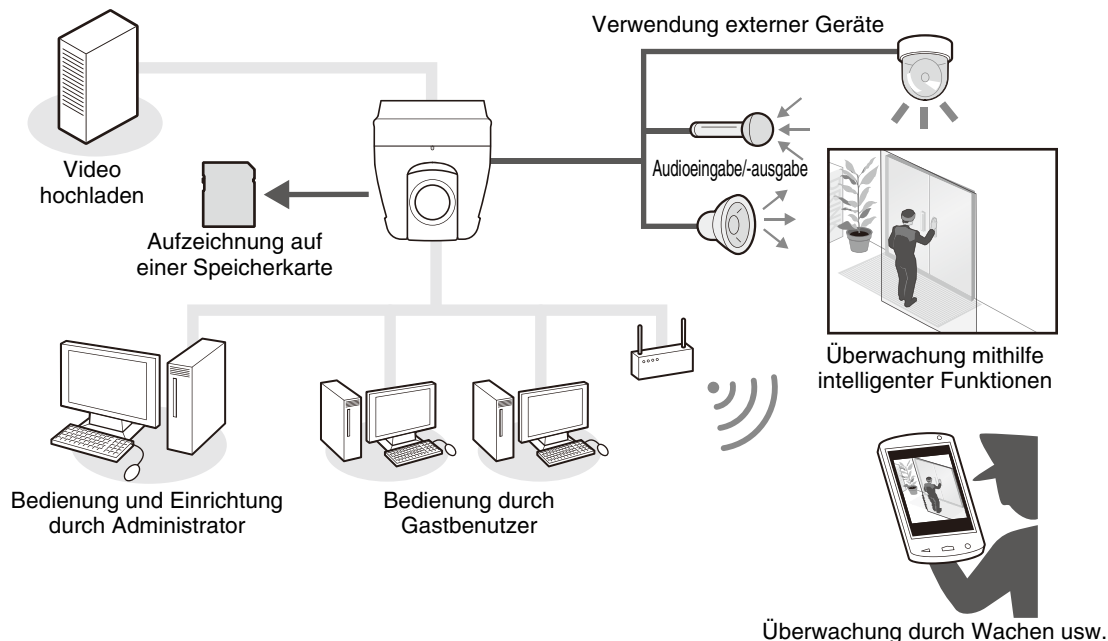 Verwendung externer Geräte
Video
hochladen
Audioeingabe/-ausgabe
Aufzeichnung auf
einer Speicherkarte
Überwachung mithilfe
intelligenter Funktionen
Bedienung und Einrichtung
durch Administrator
Bedienung durch
Gastbenutzer
Überwachung durch Wachen usw.